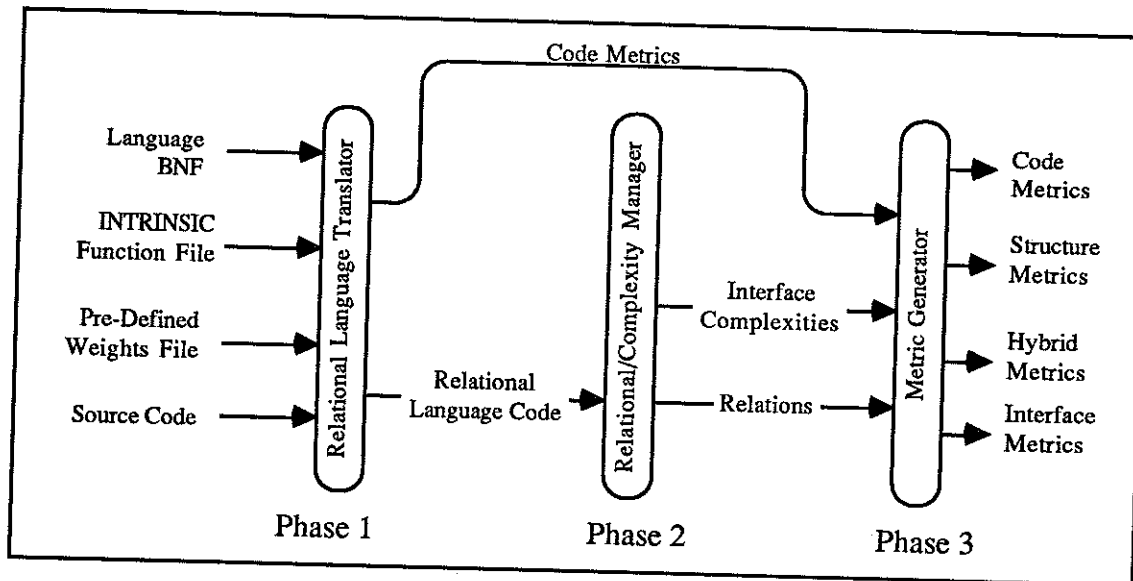 Code Metrics
Language
BNF
INTRINSIC
Function File
Pre-Defined
Weights File
Source Code
Relational Language Translator
Relational
Language Code
Relational/Complexity Manager
Interface
Complexities
Relations
Metric Generator
Code
Metrics
Structure
Metrics
Hybrid
Metrics
Interface
Metrics
Phase 1
Phase 2
Phase 3